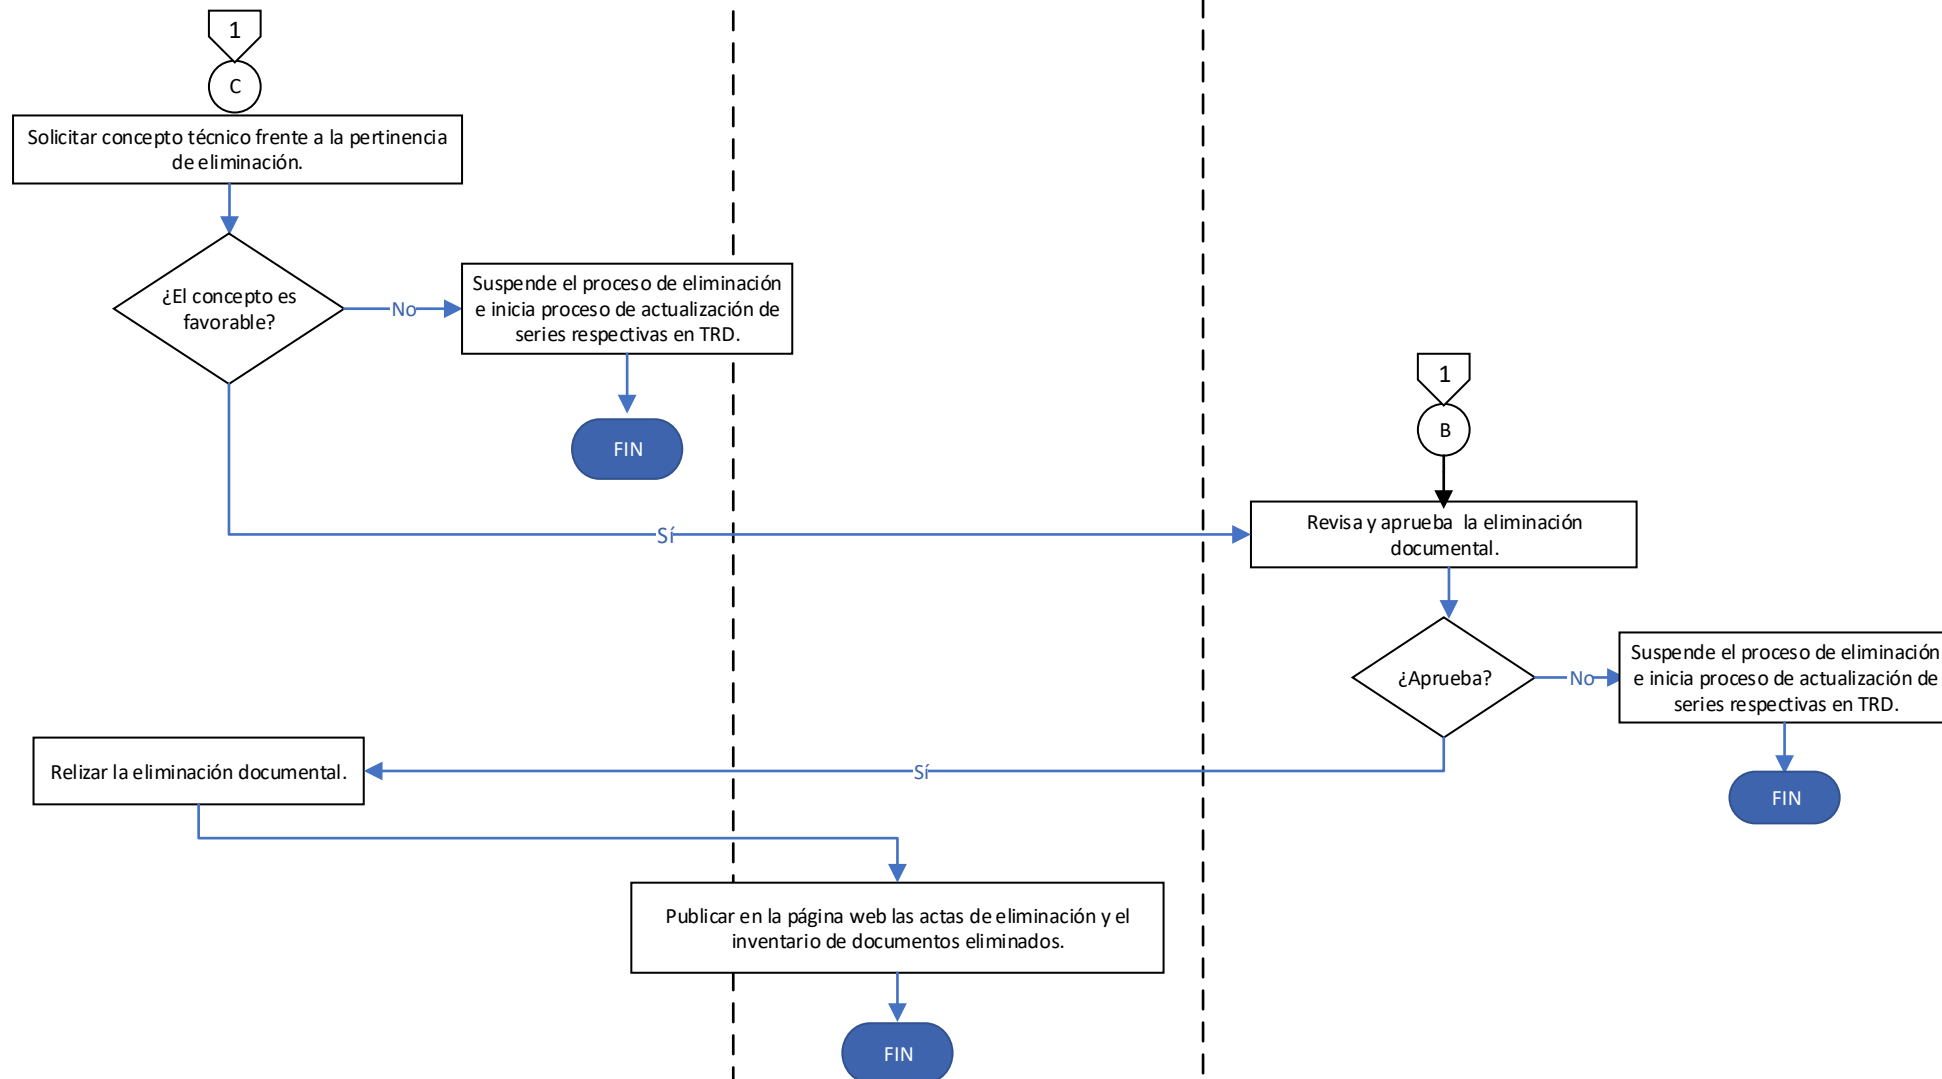 1
C
Solicitar concepto técnico frente a la pertinencia
de eliminación.
¿El concepto es
favorable?
No
Suspende el proceso de eliminación
e inicia proceso de actualización de
series respectivas en TRD.
FIN
1
B
Sí
Revisa y aprueba la eliminación
documental.
¿Aprueba?
No
Suspende el proceso de eliminación
e inicia proceso de actualización de
series respectivas en TRD.
FIN
Sí
Relizar la eliminación documental.
Publicar en la página web las actas de eliminación y el
inventario de documentos eliminados.
FIN